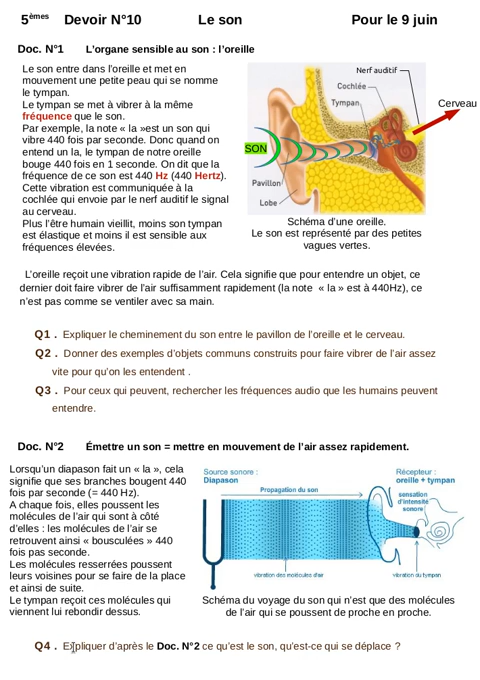 5èmes Devoir N°10 Le son Pour le 9 juin
Doc. N°1 L'organe sensible au son : l'oreille
Le son entre dans l'oreille et met en
mouvement une petite peau qui se nomme
le tympan.
Le tympan se met à vibrer à la même
fréquence que le son.
Par exemple, la note « la »est un son qui
vibre 440 fois par seconde. Donc quand on
entend un la, le tympan de notre oreille
bouge 440 fois en 1 seconde. On dit que la
fréquence de ce son est 440 Hz (440 Hertz).
Cette vibration est communiquée à la
cochlée qui envoie par le nerf auditif le signal
au cerveau.
Plus l'être humain vieillit, moins son tympan
est élastique et moins il est sensible aux
fréquences élevées.
Nerf auditif
Cochlée
Tympan
Cerveau
SON
Pavillon
Lobe
Schéma d'une oreille.
Le son est représenté par des petites
vagues vertes.
L'oreille reçoit une vibration rapide de l'air. Cela signifie que pour entendre un objet, ce
dernier doit faire vibrer de l'air suffisamment rapidement (la note « la » est à 440Hz), ce
n'est pas comme se ventiler avec sa main.
Q1 . Expliquer le cheminement du son entre le pavillon de l'oreille et le cerveau.
Q2 . Donner des exemples d'objets communs construits pour faire vibrer de l'air assez
vite pour qu'on les entendent .
Q3 . Pour ceux qui peuvent, rechercher les fréquences audio que les humains peuvent
entendre.
Doc. N°2 Émettre un son = mettre en mouvement de l'air assez rapidement.
Lorsqu'un diapason fait un « la », cela
signifie que ses branches bougent 440
fois par seconde (= 440 Hz).
A chaque fois, elles poussent les
molécules de l'air qui sont à côté
d'elles : les molécules de l'air se
retrouvent ainsi « bousculées » 440
fois pas seconde.
Les molécules resserrées poussent
leurs voisines pour se faire de la place
et ainsi de suite.
Le tympan reçoit ces molécules qui
viennent lui rebondir dessus.
Source sonore :
Diapason
Récepteur :
oreille + tympan
Propagation du son
sensation
d'intensité
sonore
vibration des molécules d'air
vibration du tympan
Schéma du voyage du son qui n'est que des molécules
de l'air qui se poussent de proche en proche.
Q4 . Expliquer d'après le Doc. N°2 ce qu'est le son, qu'est-ce qui se déplace ?